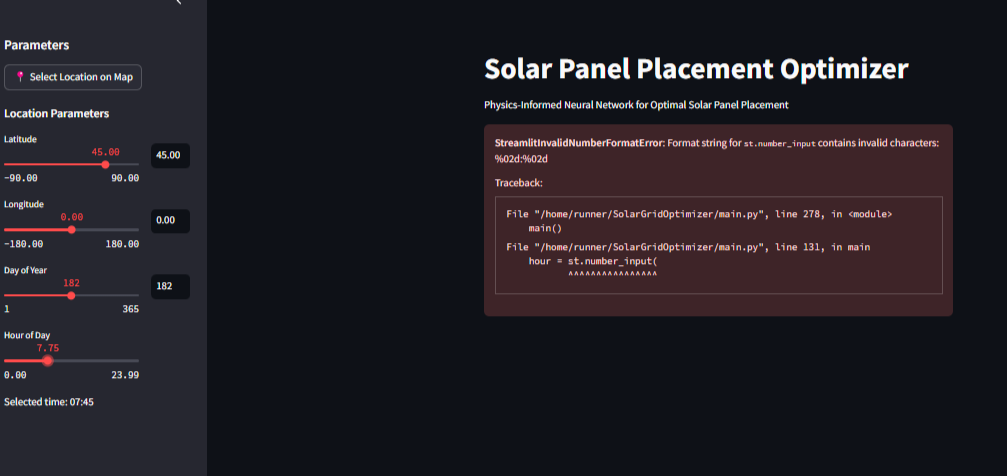 Parameters
Select Location on Map
Location Parameters
Latitude
45.00
45.00
-90.00 90.00
Longitude
0.00
0.00
-180.00 180.00
Day of Year
182
182
1 365
Hour of Day
7.75
0.00 23.99
Selected time: 07:45
Solar Panel Placement Optimizer
Physics-Informed Neural Network for Optimal Solar Panel Placement
StreamlitInvalidNumberFormatError: Format string for st.number_input contains invalid characters:
%02d:%02d
Traceback:
File "/home/runner/SolarGridOptimizer/main.py", line 278, in <module>
main()
File "/home/runner/SolarGridOptimizer/main.py", line 131, in main
hour = st.number_input(
^^^^^^^^^^^^^^^^